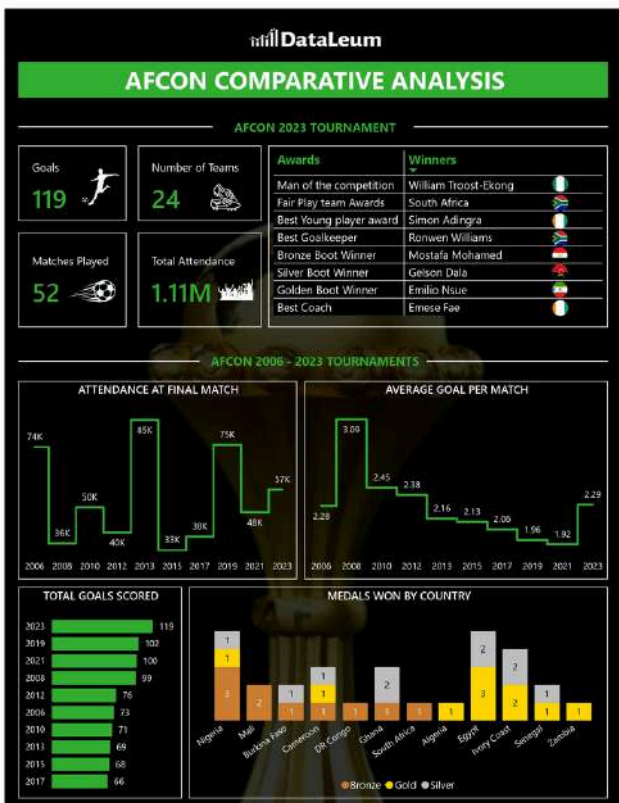 DataLeum
AFCON COMPARATIVE ANALYSIS
AFCON 2023 TOURNAMENT
Goals
119
Number of Teams
24
Matches Played
52
Total Attendance
1.11M
Awards Winners
Man of the competition William Troost-Ekong
Fair Play team Awards South Africa
Best Young player award Simon Adingra
Best Goalkeeper Ronwen Williams
Bronze Boot Winner Mostafa Mohamed
Silver Boot Winner Gelson Dala
Golden Boot Winner Emilio Nsue
Best Coach Emese Fae
AFCON 2006 - 2023 TOURNAMENTS
ATTENDANCE AT FINAL MATCH
74K 36K 50K 40K 85K 33K 38K 75K 48K 57K
2006 2008 2010 2012 2013 2015 2017 2019 2021 2023
AVERAGE GOAL PER MATCH
2.28 3.09 2.45 2.38 2.16 2.13 2.06 1.96 1.92 2.29
2006 2008 2010 2012 2013 2015 2017 2019 2021 2023
TOTAL GOALS SCORED
2023 119
2019 102
2021 100
2008 99
2012 76
2006 73
2010 71
2013 69
2015 68
2017 66
MEDALS WON BY COUNTRY
1 1 3
2
1 1
1 1 1
1
2 1
1
1
2 3
2 2
1 1
1
Nigeria Mali Burkina Faso Cameroon DR Congo Ghana South Africa Algeria Egypt Ivory Coast Senegal Zambia
Bronze Gold Silver